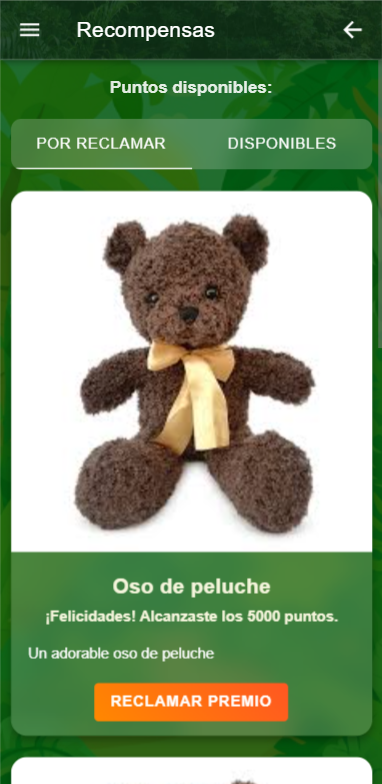 Recompensas
Puntos disponibles:
POR RECLAMAR
DISPONIBLES
Oso de peluche
¡Felicidades! Alcanzaste los 5000 puntos.
Un adorable oso de peluche
RECLAMAR PREMIO